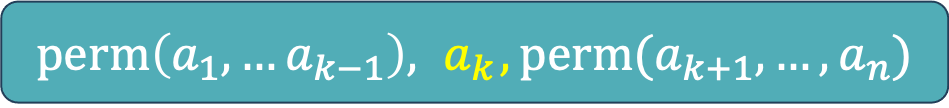 perm(𝑎₁, … 𝑎ₖ₋₁), 𝑎ₖ, perm(𝑎ₖ₊₁, … , 𝑎ₙ)